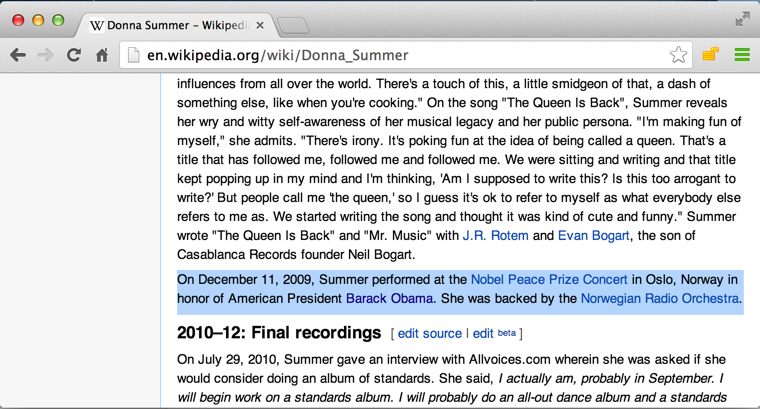 Donna Summer – Wikipedi
en.wikipedia.org/wiki/Donna_Summer
influences from all over the world. There's a touch of this, a little smidgeon of that, a dash of
something else, like when you're cooking." On the song "The Queen Is Back", Summer reveals
her wry and witty self-awareness of her musical legacy and her public persona. "I'm making fun of
myself," she admits. "There's irony. It's poking fun at the idea of being called a queen. That's a
title that has followed me, followed me and followed me. We were sitting and writing and that title
kept popping up in my mind and I'm thinking, 'Am I supposed to write this? Is this too arrogant to
write?' But people call me 'the queen,' so I guess it's ok to refer to myself as what everybody else
refers to me as. We started writing the song and thought it was kind of cute and funny." Summer
wrote "The Queen Is Back" and "Mr. Music" with J.R. Rotem and Evan Bogart, the son of
Casablanca Records founder Neil Bogart.
On December 11, 2009, Summer performed at the Nobel Peace Prize Concert in Oslo, Norway in
honor of American President Barack Obama. She was backed by the Norwegian Radio Orchestra.
2010–12: Final recordings [ edit source | edit beta ]
On July 29, 2010, Summer gave an interview with Allvoices.com wherein she was asked if she
would consider doing an album of standards. She said, I actually am, probably in September. I
will begin work on a standards album. I will probably do an all-out dance album and a standards